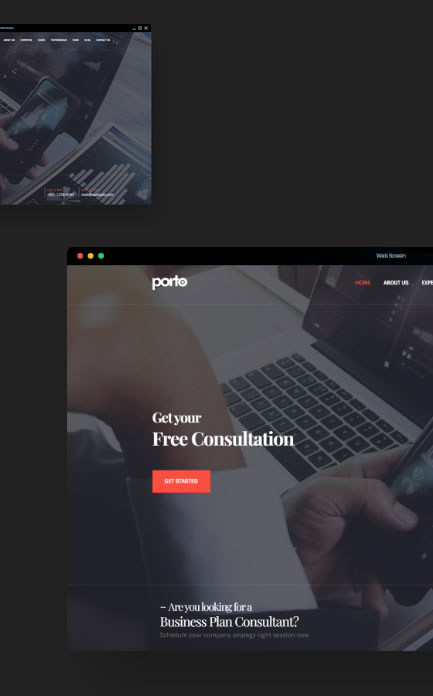 ABOUT US EXPERTISE CASES TESTIMONIALS TEAM BLOG CONTACT US
Web Screen
porto
HOME ABOUT US EXPE
Get your
Free Consultation
GET STARTED
– Are you looking for a
Business Plan Consultant?
Schedule your company strategy right session now